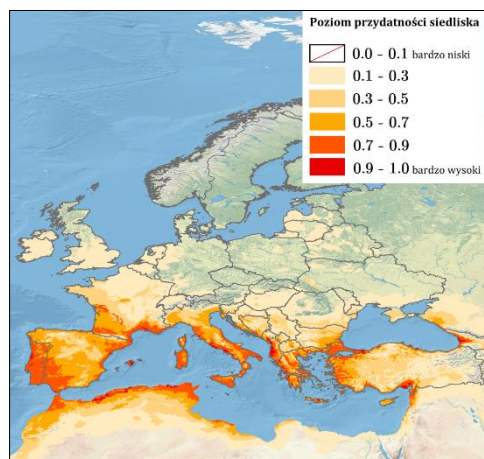 Poziom przydatności siedliska
0.0 - 0.1 bardzo niski
0.1 - 0.3
0.3 - 0.5
0.5 - 0.7
0.7 - 0.9
0.9 - 1.0 bardzo wysoki